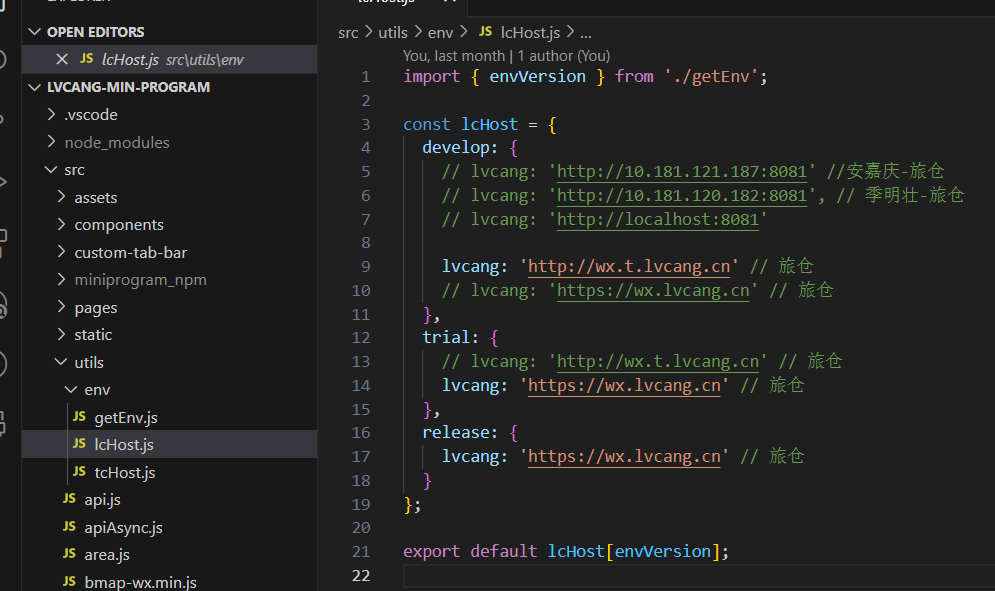 lcHost.js
OPEN EDITORS
JS lcHost.js src\utils\env
LVCANG-MIN-PROGRAM
.vscode
node_modules
src
assets
components
custom-tab-bar
miniprogram_npm
pages
static
utils
env
JS getEnv.js
JS lcHost.js
JS tcHost.js
JS api.js
JS apiAsync.js
JS area.js
JS bmap-wx.min.js
src > utils > env > JS lcHost.js > ...
You, last month | 1 author (You)
1 import { envVersion } from './getEnv';
2
3 const lcHost = {
4 develop: {
5 // lvcang: 'http://10.181.121.187:8081' //安嘉庆-旅仓
6 // lvcang: 'http://10.181.120.182:8081', // 季明壮-旅仓
7 // lvcang: 'http://localhost:8081'
8
9 lvcang: 'http://wx.t.lvcang.cn' // 旅仓
10 // lvcang: 'https://wx.lvcang.cn' // 旅仓
11 },
12 trial: {
13 // lvcang: 'http://wx.t.lvcang.cn' // 旅仓
14 lvcang: 'https://wx.lvcang.cn' // 旅仓
15 },
16 release: {
17 lvcang: 'https://wx.lvcang.cn' // 旅仓
18 }
19 };
20
21 export default lcHost[envVersion];
22